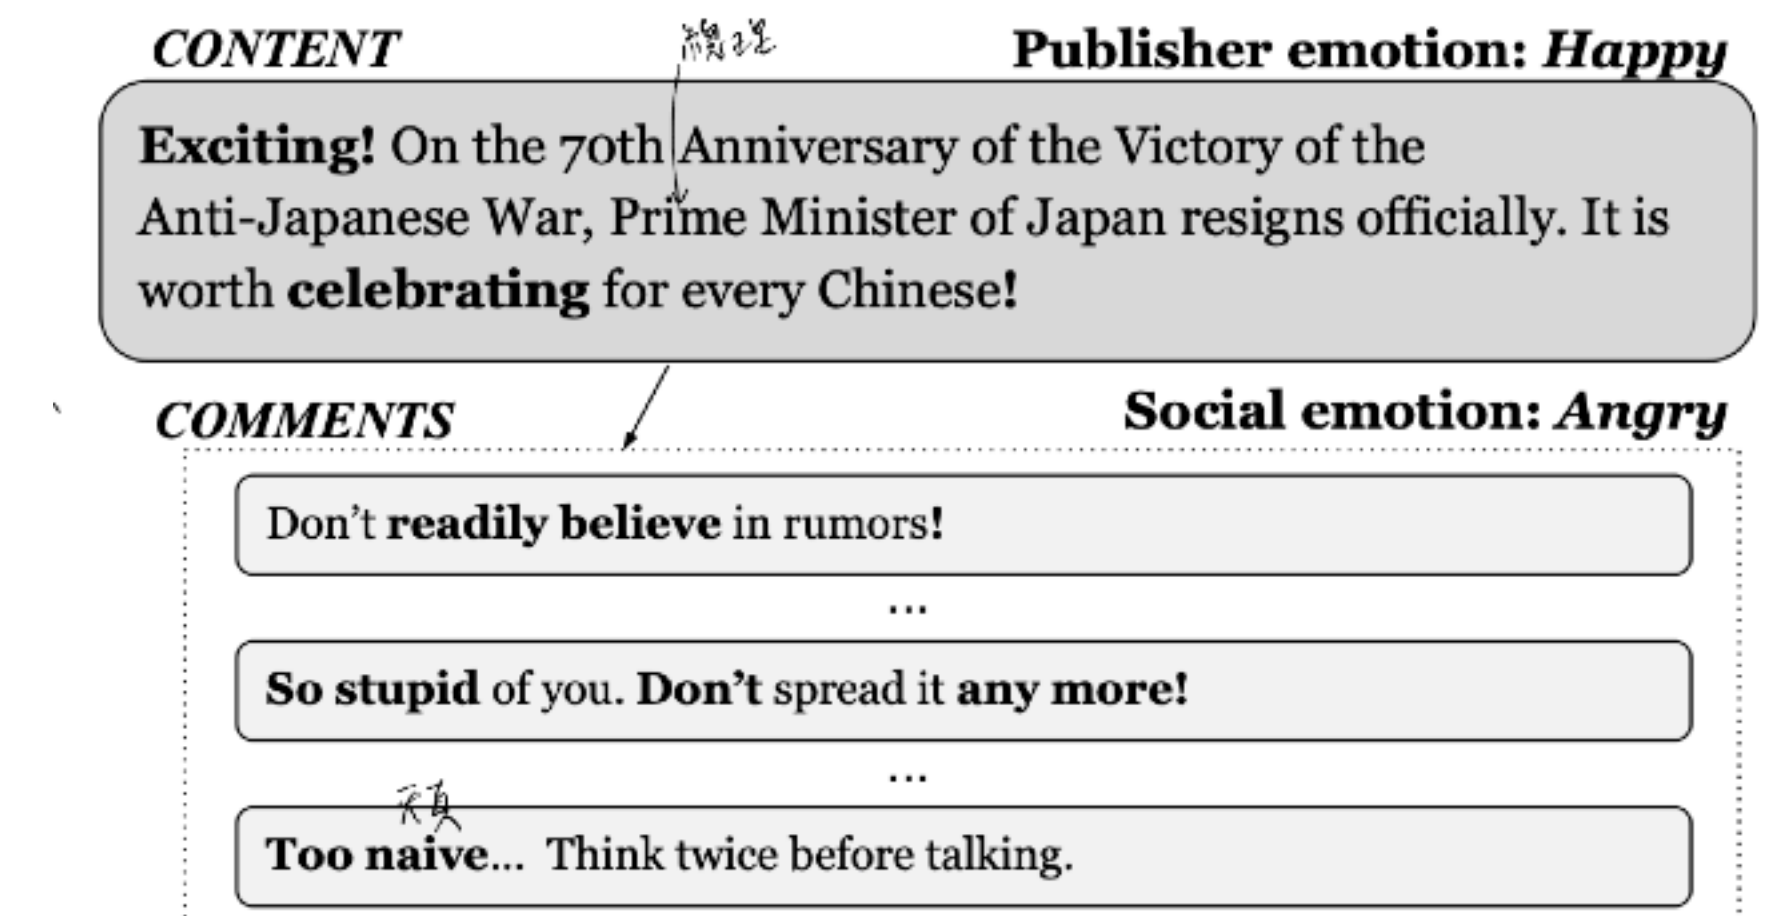 CONTENT
總理
Publisher emotion: Happy
Exciting! On the 70th Anniversary of the Victory of the
Anti-Japanese War, Prime Minister of Japan resigns officially. It is
worth celebrating for every Chinese!
COMMENTS
Social emotion: Angry
Don’t readily believe in rumors!
...
So stupid of you. Don’t spread it any more!
...
天真
Too naive... Think twice before talking.